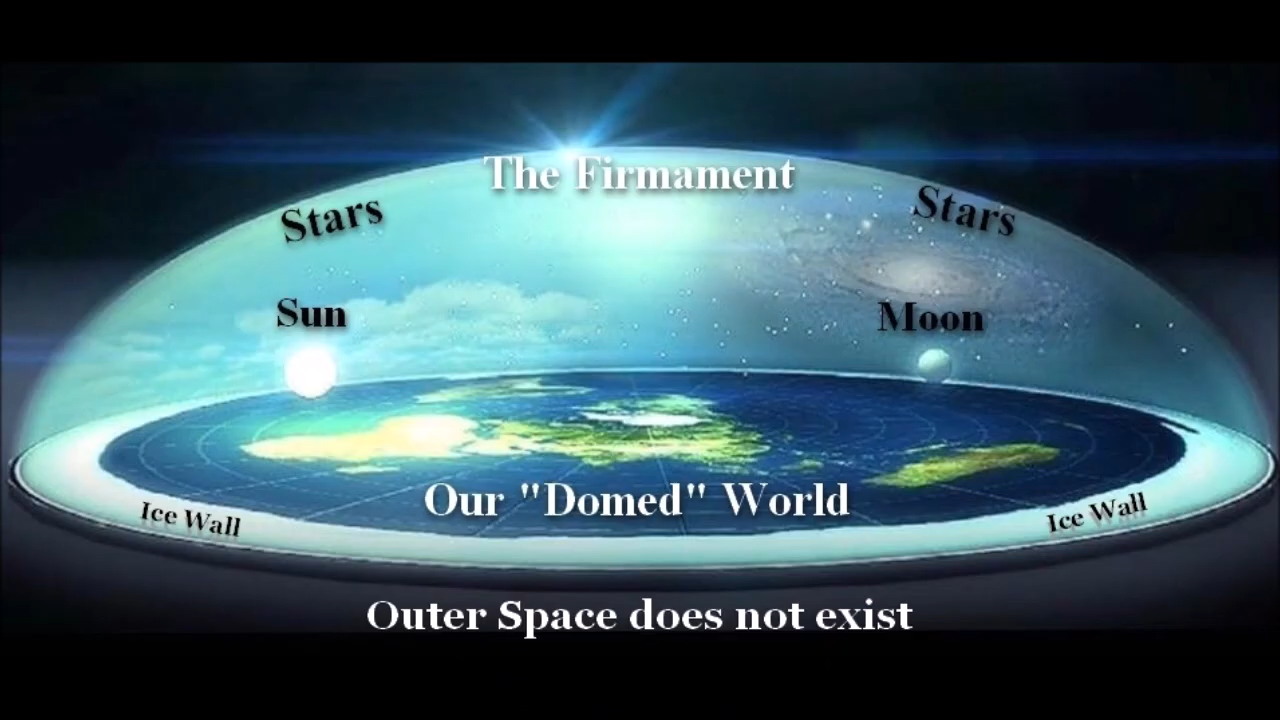 The Firmament
Stars
Stars
Sun
Moon
Our "Domed" World
Ice Wall
Ice Wall
Outer Space does not exist